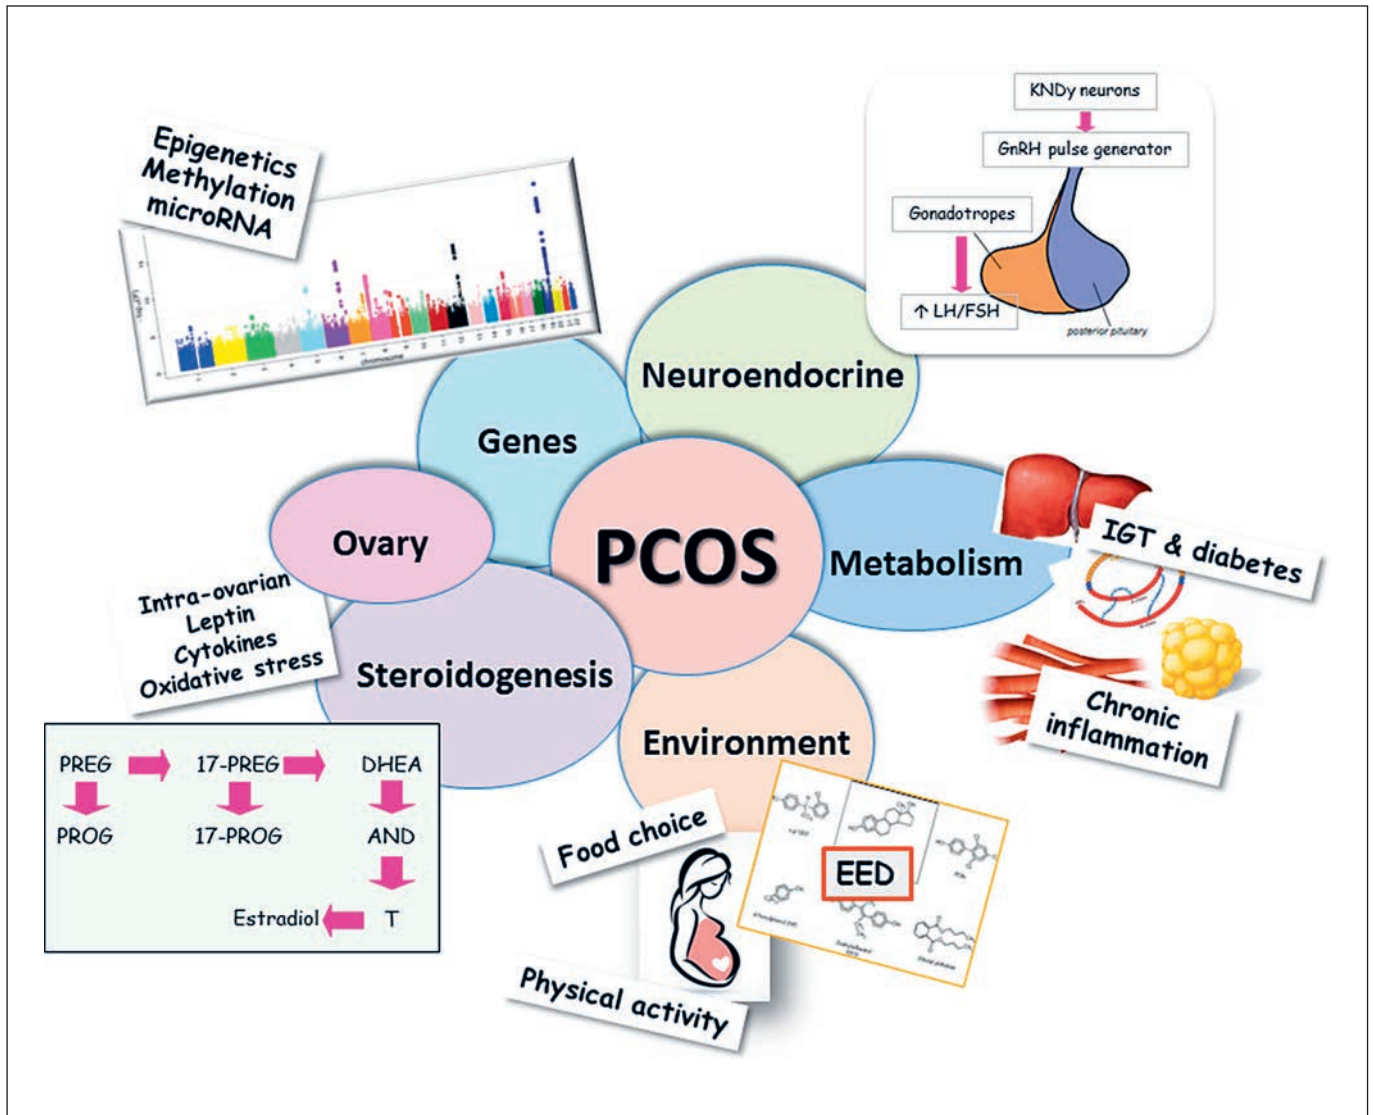 Epigenetics
Methylation
microRNA
chromosome
KNDy neurons
GnRH pulse generator
Gonadotropes
↑ LH/FSH
posterior pituitary
Neuroendocrine
Genes
Ovary
PCOS
Metabolism
IGT & diabetes
Chronic
inflammation
Intra-ovarian
Leptin
Cytokines
Oxidative stress
Steroidogenesis
Environment
PREG 17-PREG DHEA
PROG 17-PROG AND
Estradiol T
Food choice
EED
PCBs
Physical activity